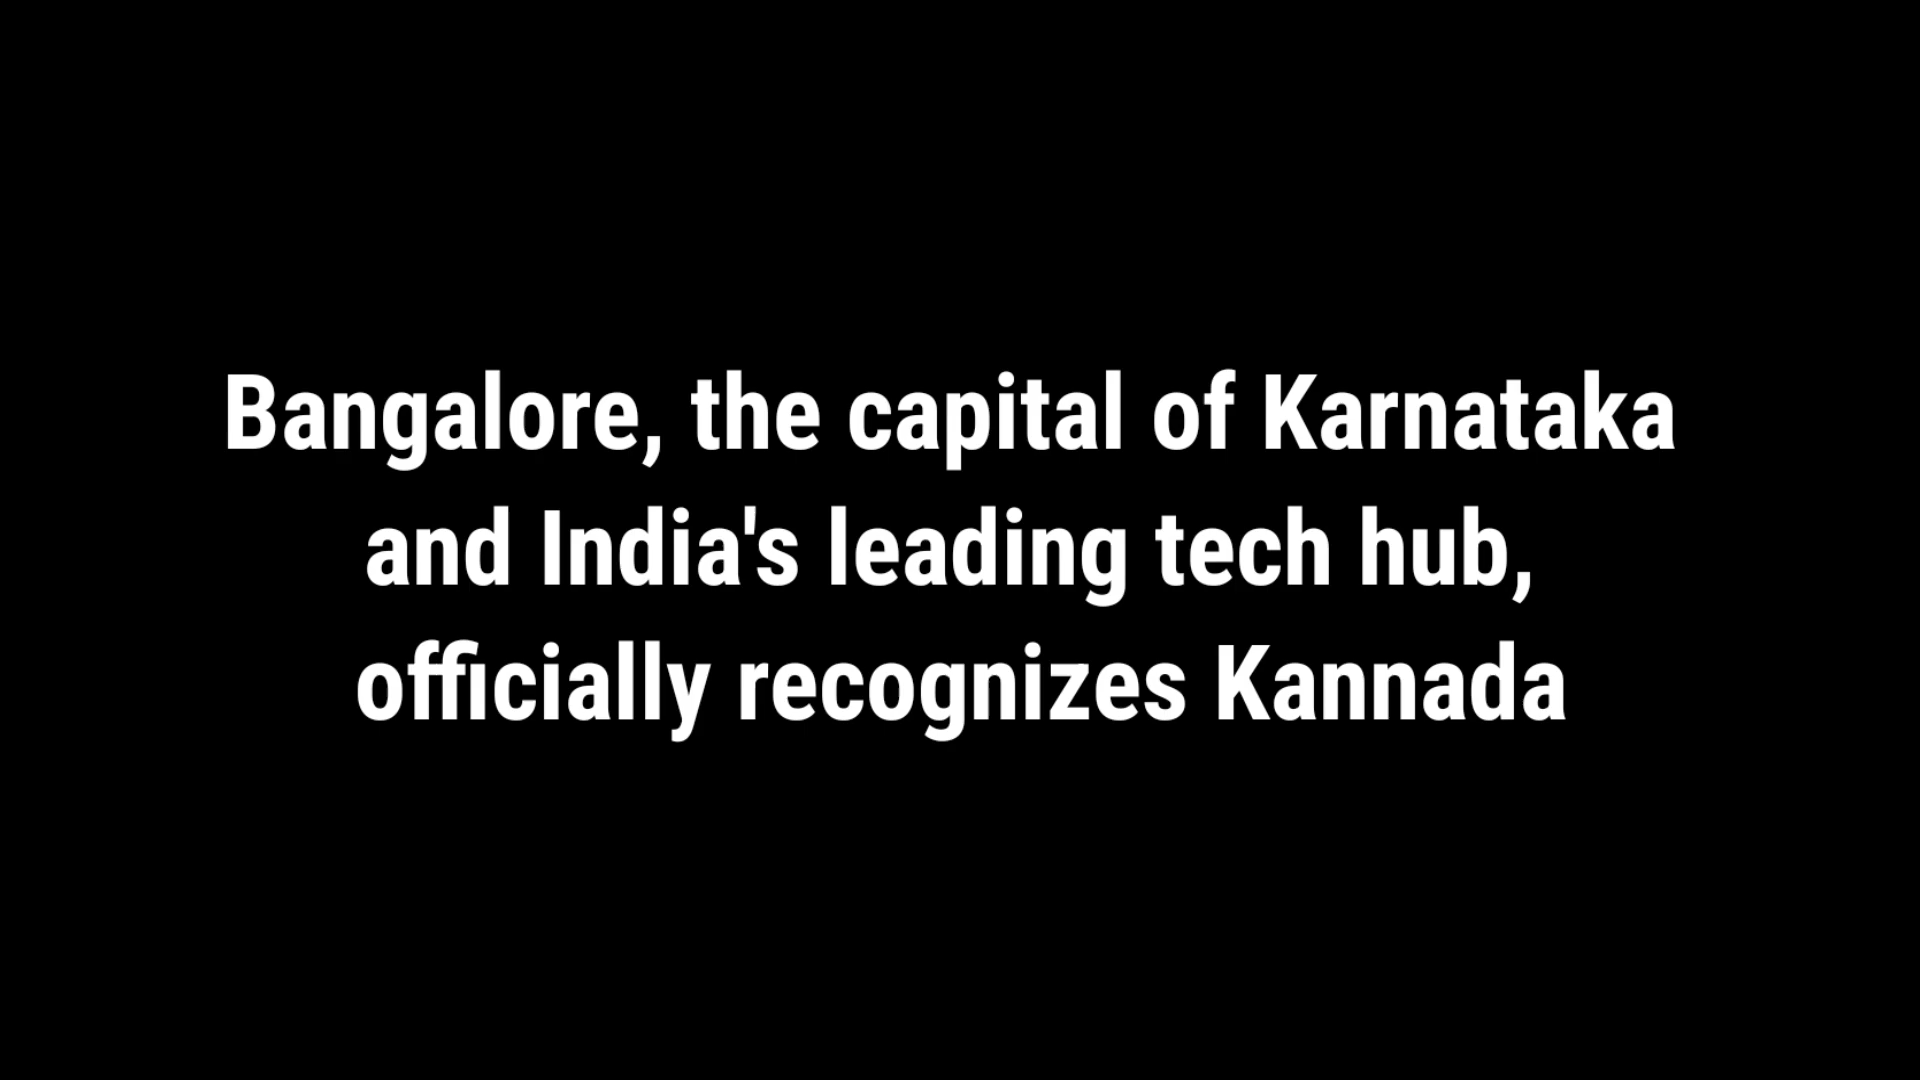 Bangalore, the capital of Karnataka
and India's leading tech hub,
officially recognizes Kannada